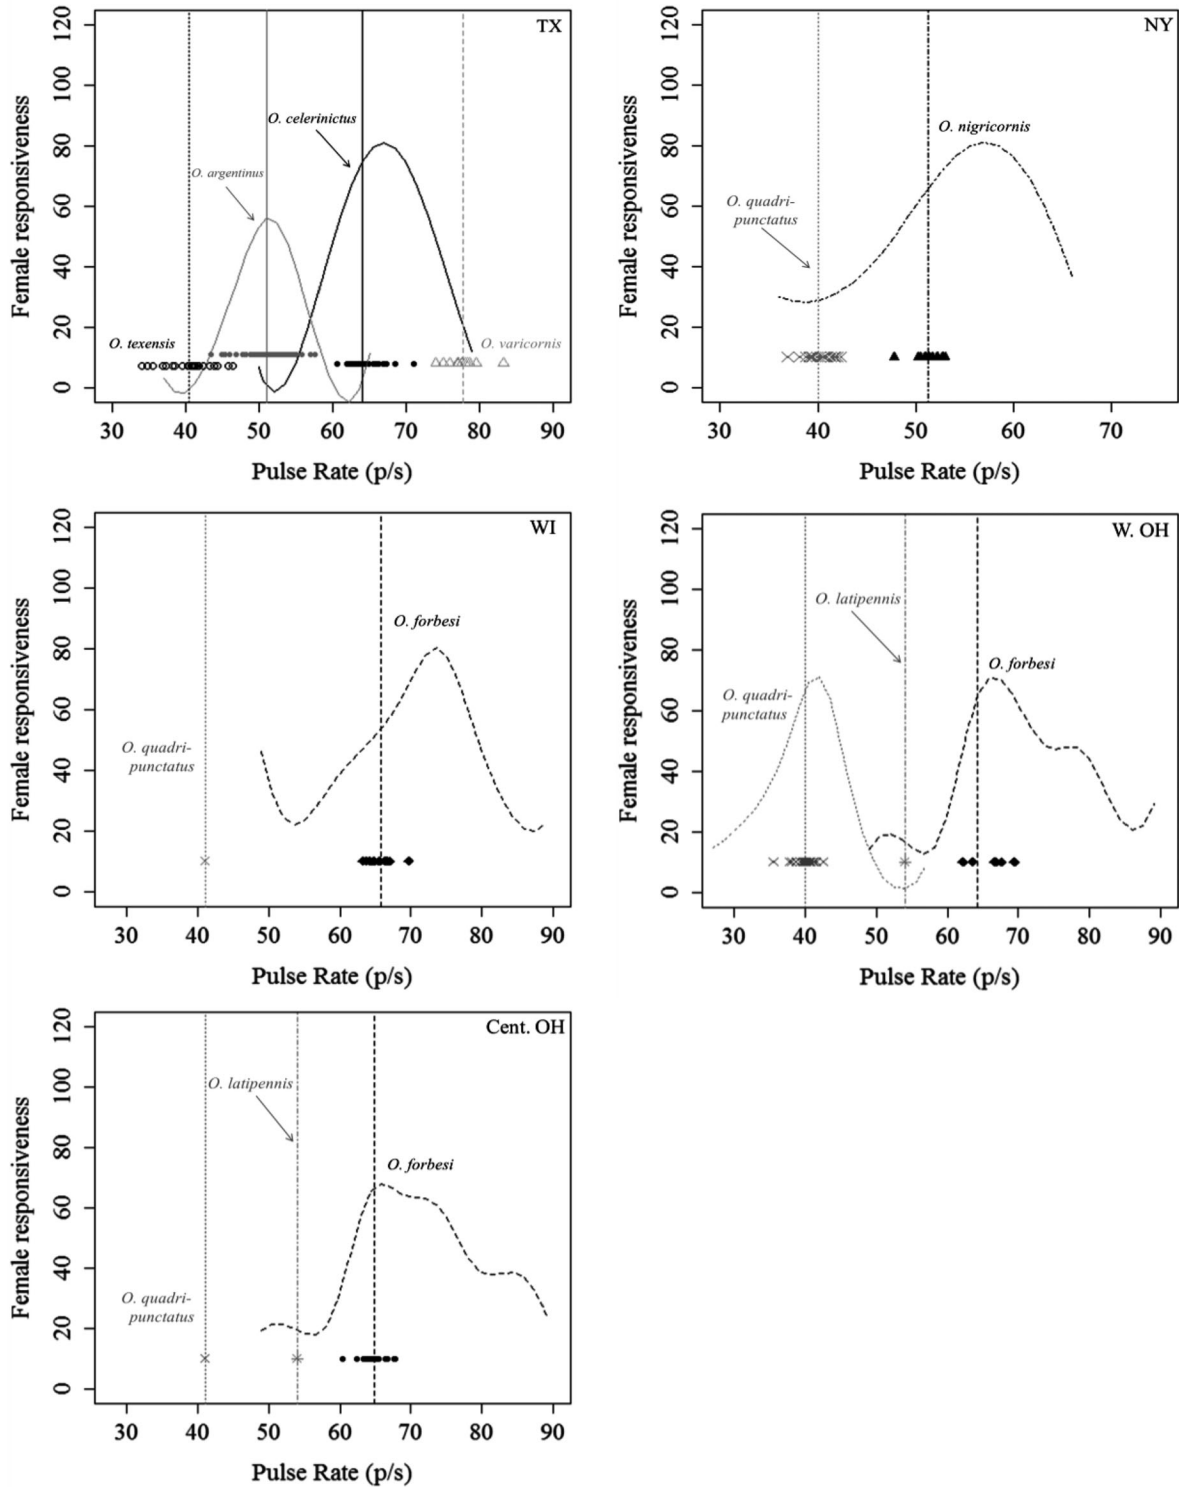 TX
120
100
80
60
40
20
0
Female responsiveness
O. celerinictus
O. argentinus
O. texensis
O. varicornis
30 40 50 60 70 80 90
Pulse Rate (p/s)
NY
120
100
80
60
40
20
0
Female responsiveness
O. nigricornis
O. quadri-
punctatus
30 40 50 60 70
Pulse Rate (p/s)
WI
120
100
80
60
40
20
0
Female responsiveness
O. forbesi
O. quadri-
punctatus
30 40 50 60 70 80 90
Pulse Rate (p/s)
W. OH
120
100
80
60
40
20
0
Female responsiveness
O. latipennis
O. forbesi
O. quadri-
punctatus
30 40 50 60 70 80 90
Pulse Rate (p/s)
Cent. OH
120
100
80
60
40
20
0
Female responsiveness
O. latipennis
O. forbesi
O. quadri-
punctatus
30 40 50 60 70 80 90
Pulse Rate (p/s)